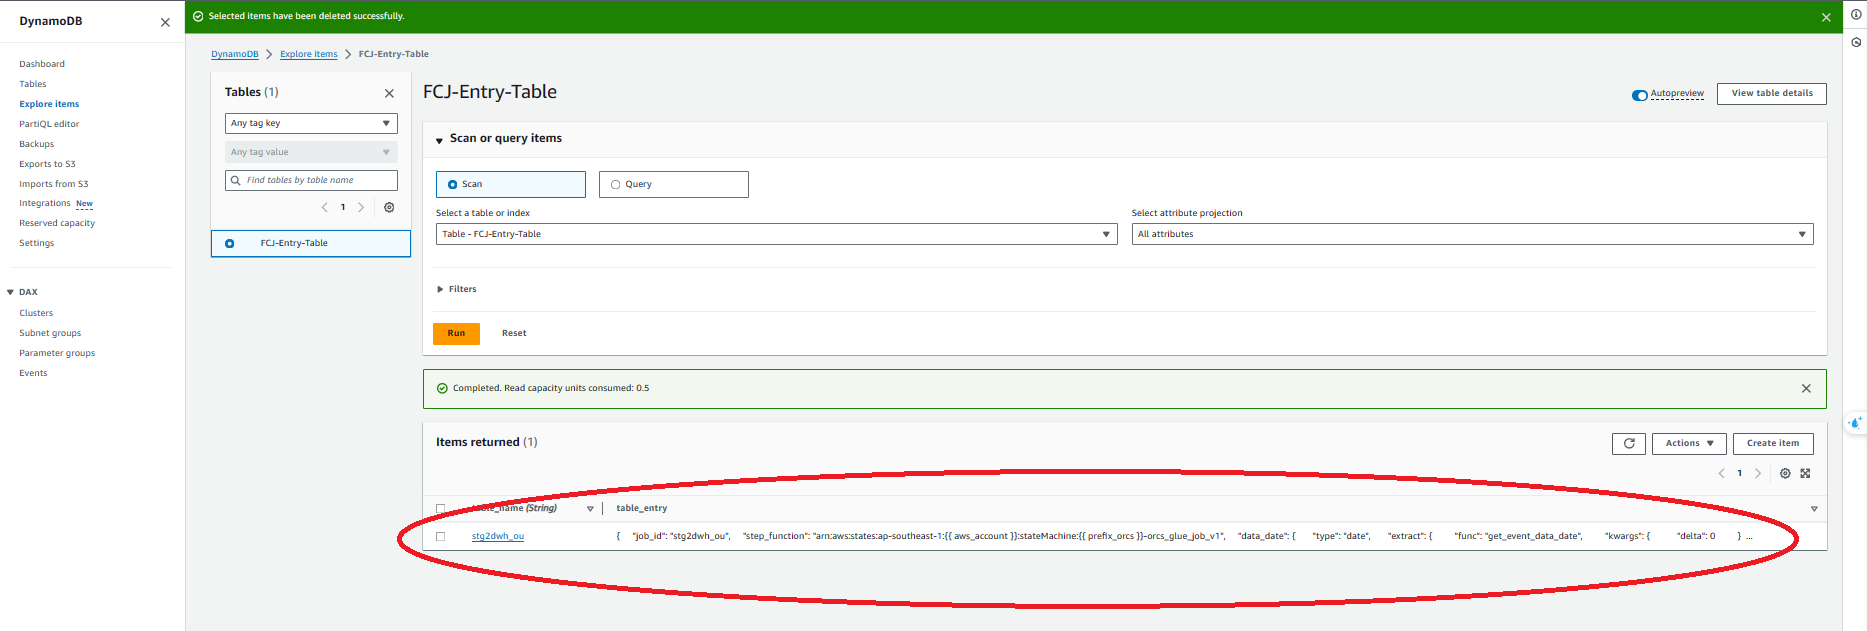 DynamoDB
Dashboard
Tables
Explore items
PartiQL editor
Backups
Exports to S3
Imports from S3
Integrations New
Reserved capacity
Settings
DAX
Clusters
Subnet groups
Parameter groups
Events
Selected items have been deleted successfully.
DynamoDB > Explore items > FCJ-Entry-Table
Tables (1)
Any tag key
Any tag value
Find tables by table name
1
FCJ-Entry-Table
FCJ-Entry-Table
Autopreview
View table details
Scan or query items
Scan
Query
Select a table or index
Select attribute projection
Table - FCJ-Entry-Table
All attributes
Filters
Run
Reset
Completed. Read capacity units consumed: 0.5
Items returned (1)
Actions
Create item
1
table_name (String)
table_entry
stg2dwh_ou
{ "job_id": "stg2dwh_ou", "step_function": "arn:aws:states:ap-southeast-1:{{ aws_account }}:stateMachine:{{ prefix_orcs }}-orcs_glue_job_v1", "data_date": { "type": "date", "extract": { "func": "get_event_data_date", "kwargs": { "delta": 0 } ...